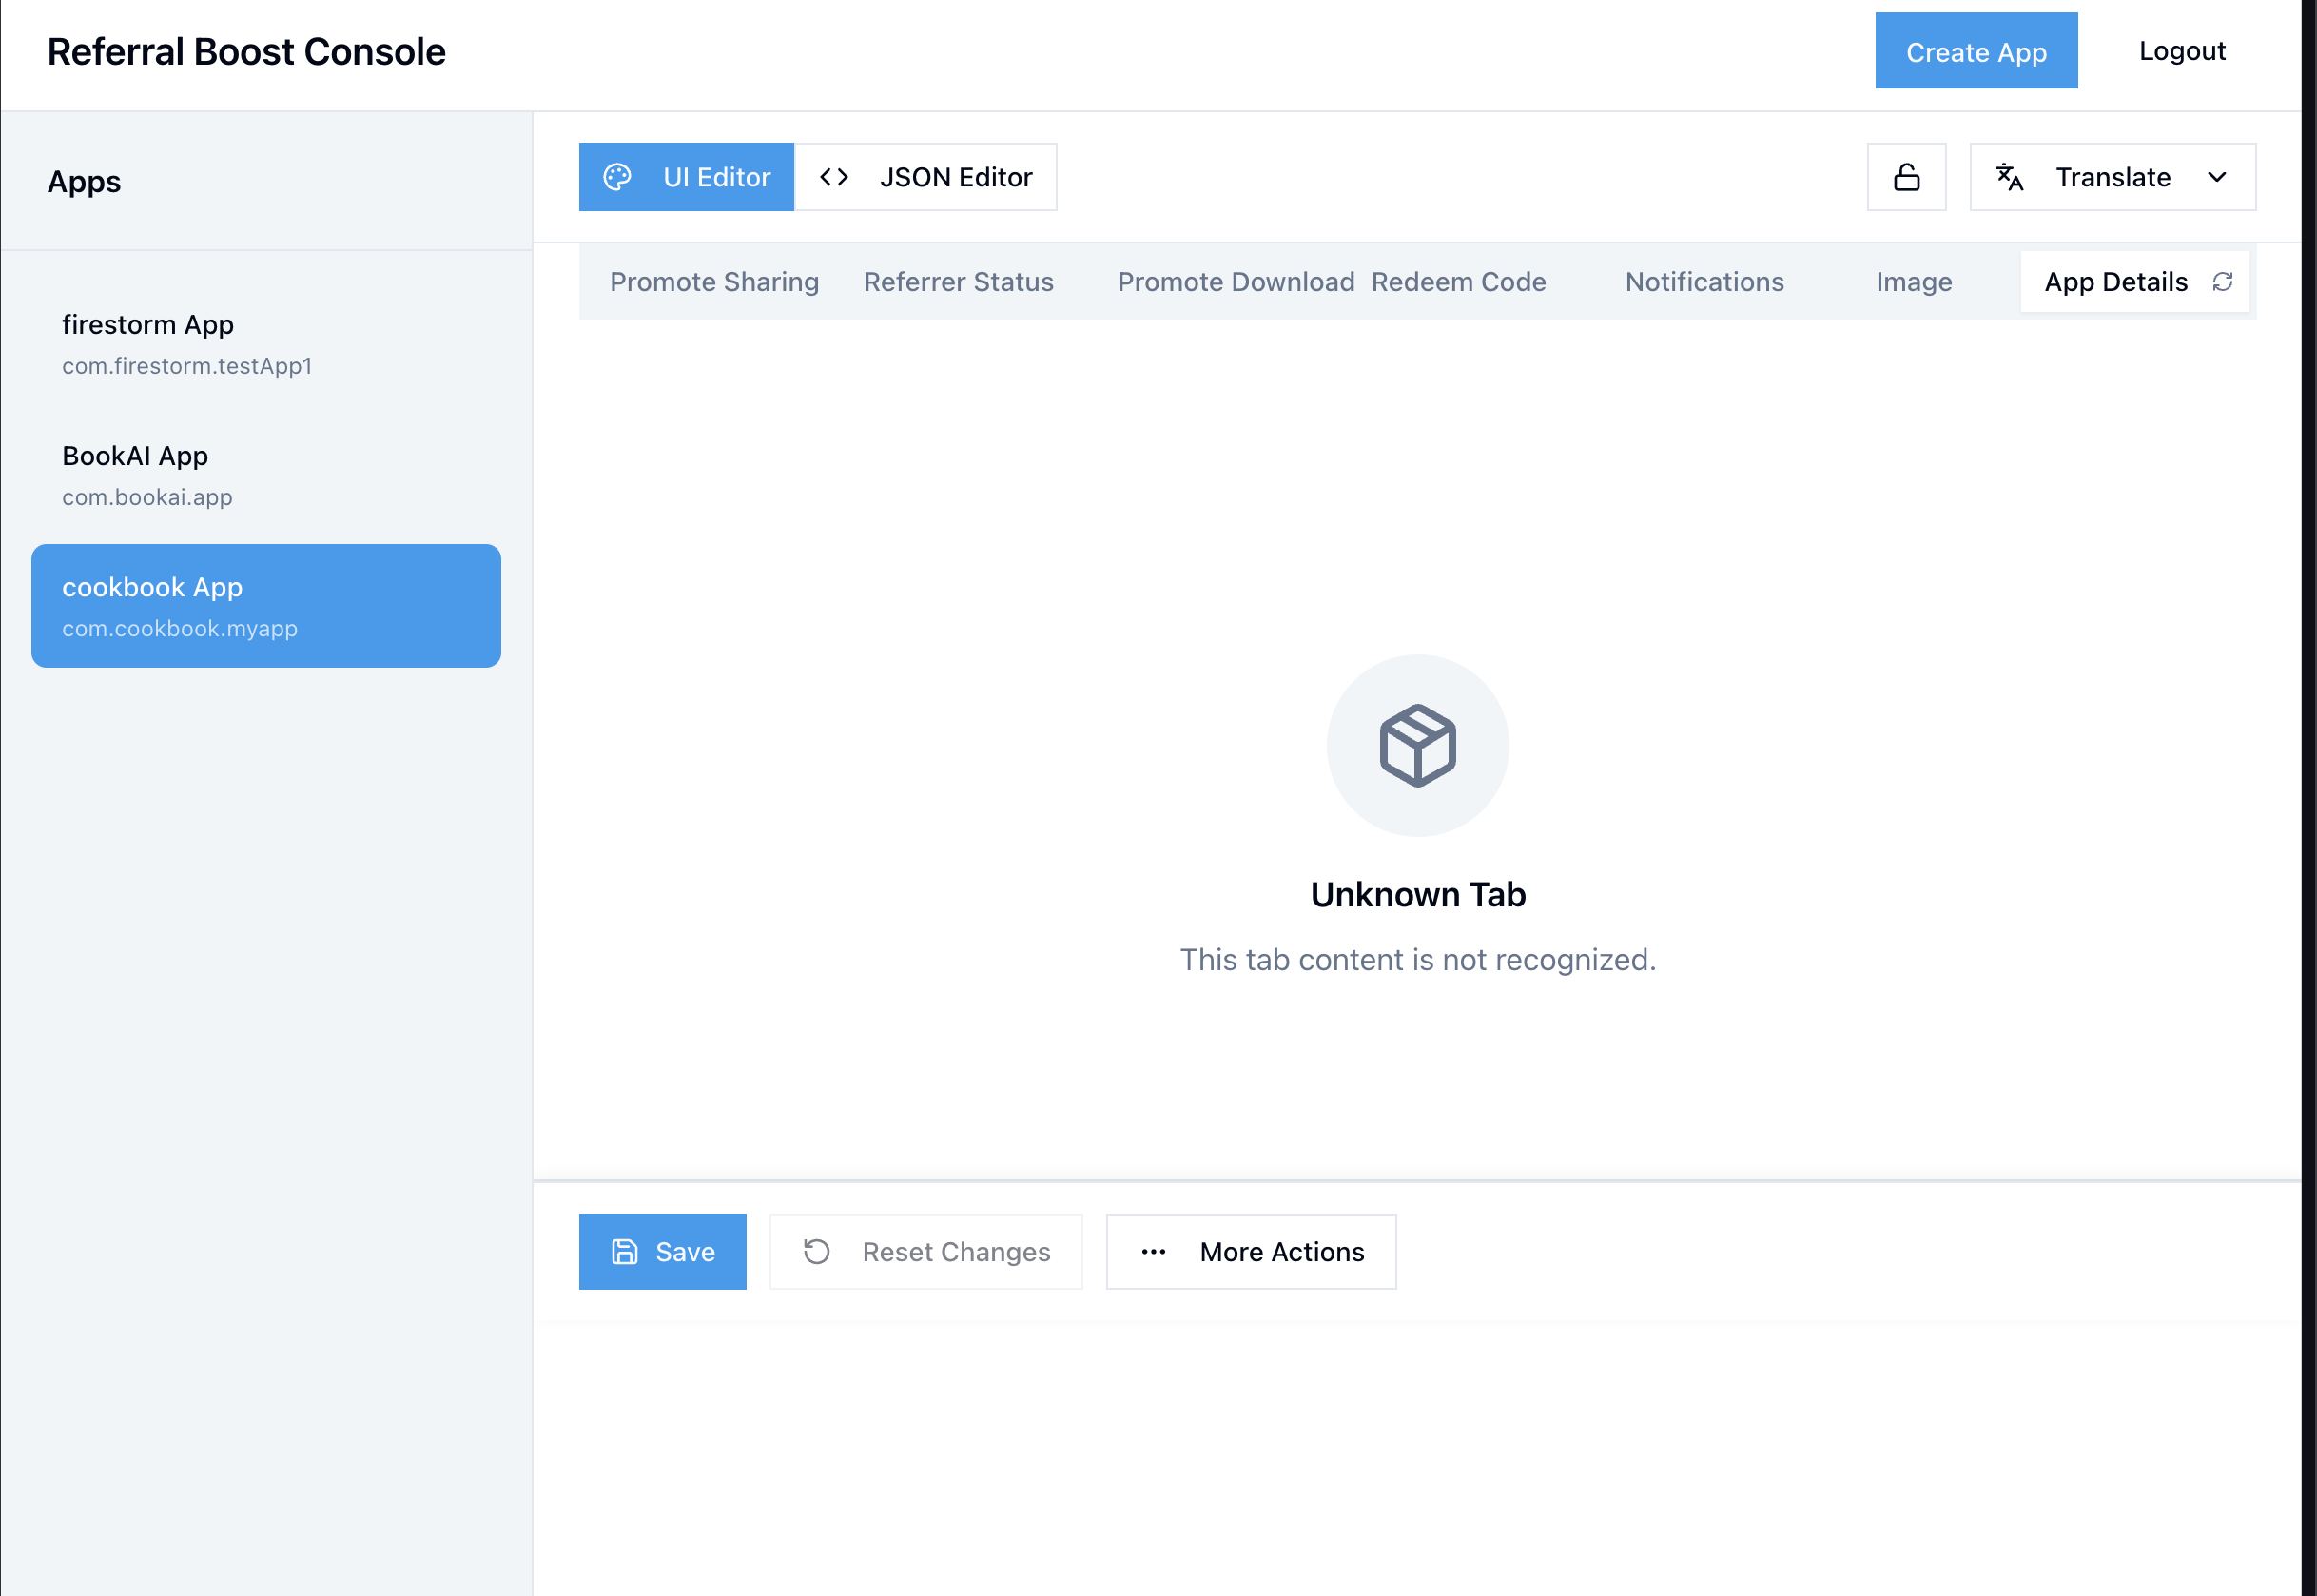 Referral Boost Console
Create App
Logout
Apps
firestorm App
com.firestorm.testApp1
BookAI App
com.bookai.app
cookbook App
com.cookbook.myapp
UI Editor
JSON Editor
Translate
Promote Sharing
Referrer Status
Promote Download
Redeem Code
Notifications
Image
App Details
Unknown Tab
This tab content is not recognized.
Save
Reset Changes
More Actions